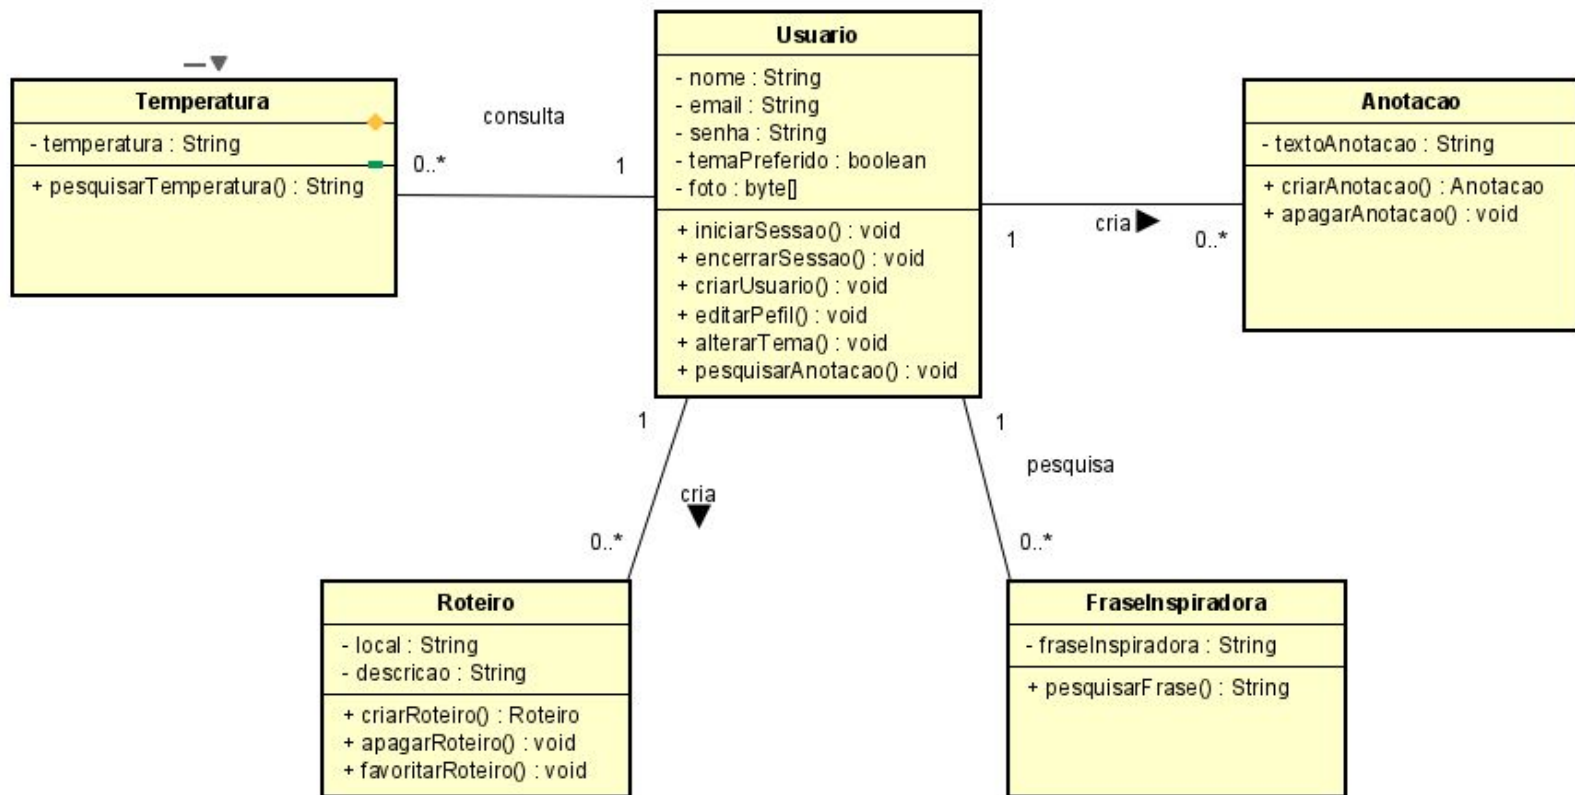 Usuario
- nome : String
- email : String
- senha : String
- temaPreferido : boolean
- foto : byte[]
+ iniciarSessao() : void
+ encerrarSessao() : void
+ criarUsuario() : void
+ editarPefil() : void
+ alterarTema() : void
+ pesquisarAnotacao() : void
Temperatura
- temperatura : String
+ pesquisarTemperatura() : String
consulta
0..*
1
Anotacao
- textoAnotacao : String
+ criarAnotacao() : Anotacao
+ apagarAnotacao() : void
1
cria
0..*
1
cria
0..*
1
pesquisa
0..*
Roteiro
- local : String
- descricao : String
+ criarRoteiro() : Roteiro
+ apagarRoteiro() : void
+ favoritarRoteiro() : void
FraseInspiradora
- fraseInspiradora : String
+ pesquisarFrase() : String